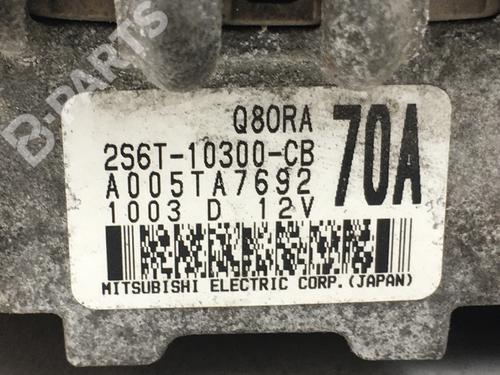 B-PARTS
Q80RA
2S6T-10300-CB
70A
A005TA7692
1003 D 12V
MITSUBISHI ELECTRIC CORP.(JAPAN)